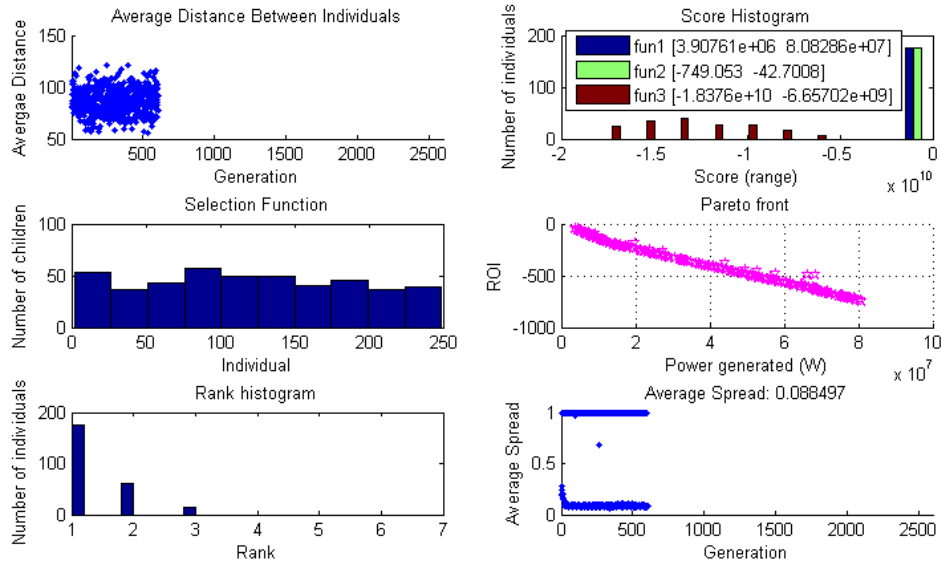 Average Distance Between Individuals
150
100
50
Avergae Distance
500 1000 1500 2000 2500
Generation
Score Histogram
200
100
0
Number of individuals
fun1 [3.90761e+06 8.08286e+07]
fun2 [-749.053 -42.7008]
fun3 [-1.8376e+10 -6.65702e+09]
-2 -1.5 -1 -0.5 0
Score (range)
x 10^10
Selection Function
100
50
0
Number of children
0 50 100 150 200 250
Individual
Pareto front
0
-500
-1000
ROI
0 2 4 6 8 10
Power generated (W)
x 10^7
Rank histogram
200
100
0
Number of individuals
1 2 3 4 5 6 7
Rank
Average Spread: 0.088497
1
0.5
0
Average Spread
0 500 1000 1500 2000 2500
Generation